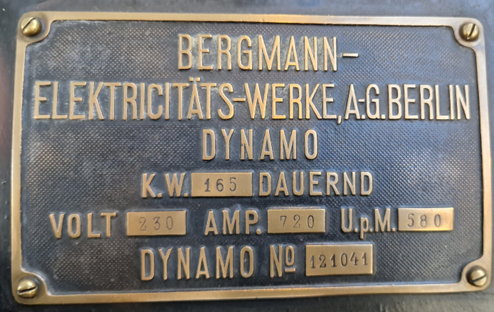 BERGMANN-
ELEKTRICITÄTS-WERKE, A-G. BERLIN
DYNAMO
K.W. 165 DAUERND
VOLT 230 AMP. 720 U.p.M. 580
DYNAMO Nº 121041